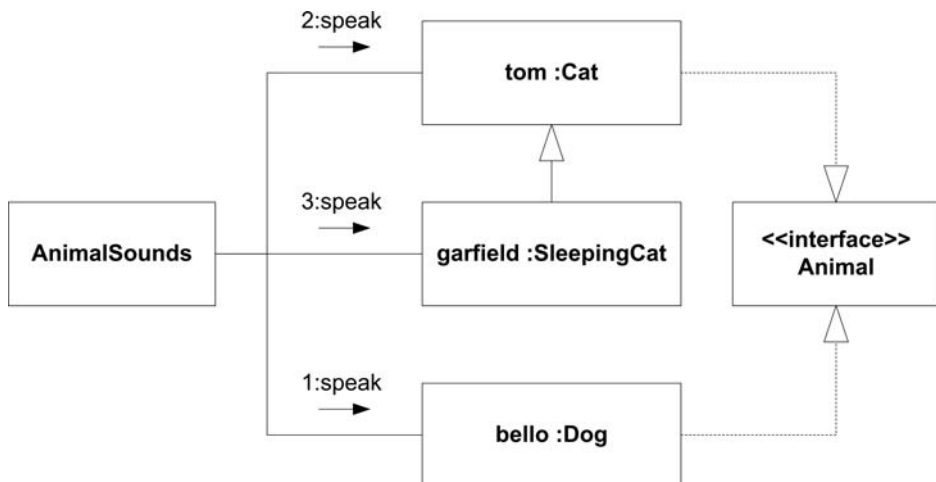 2:speak
tom :Cat
3:speak
AnimalSounds
garfield :SleepingCat
<<interface>>
Animal
1:speak
bello :Dog